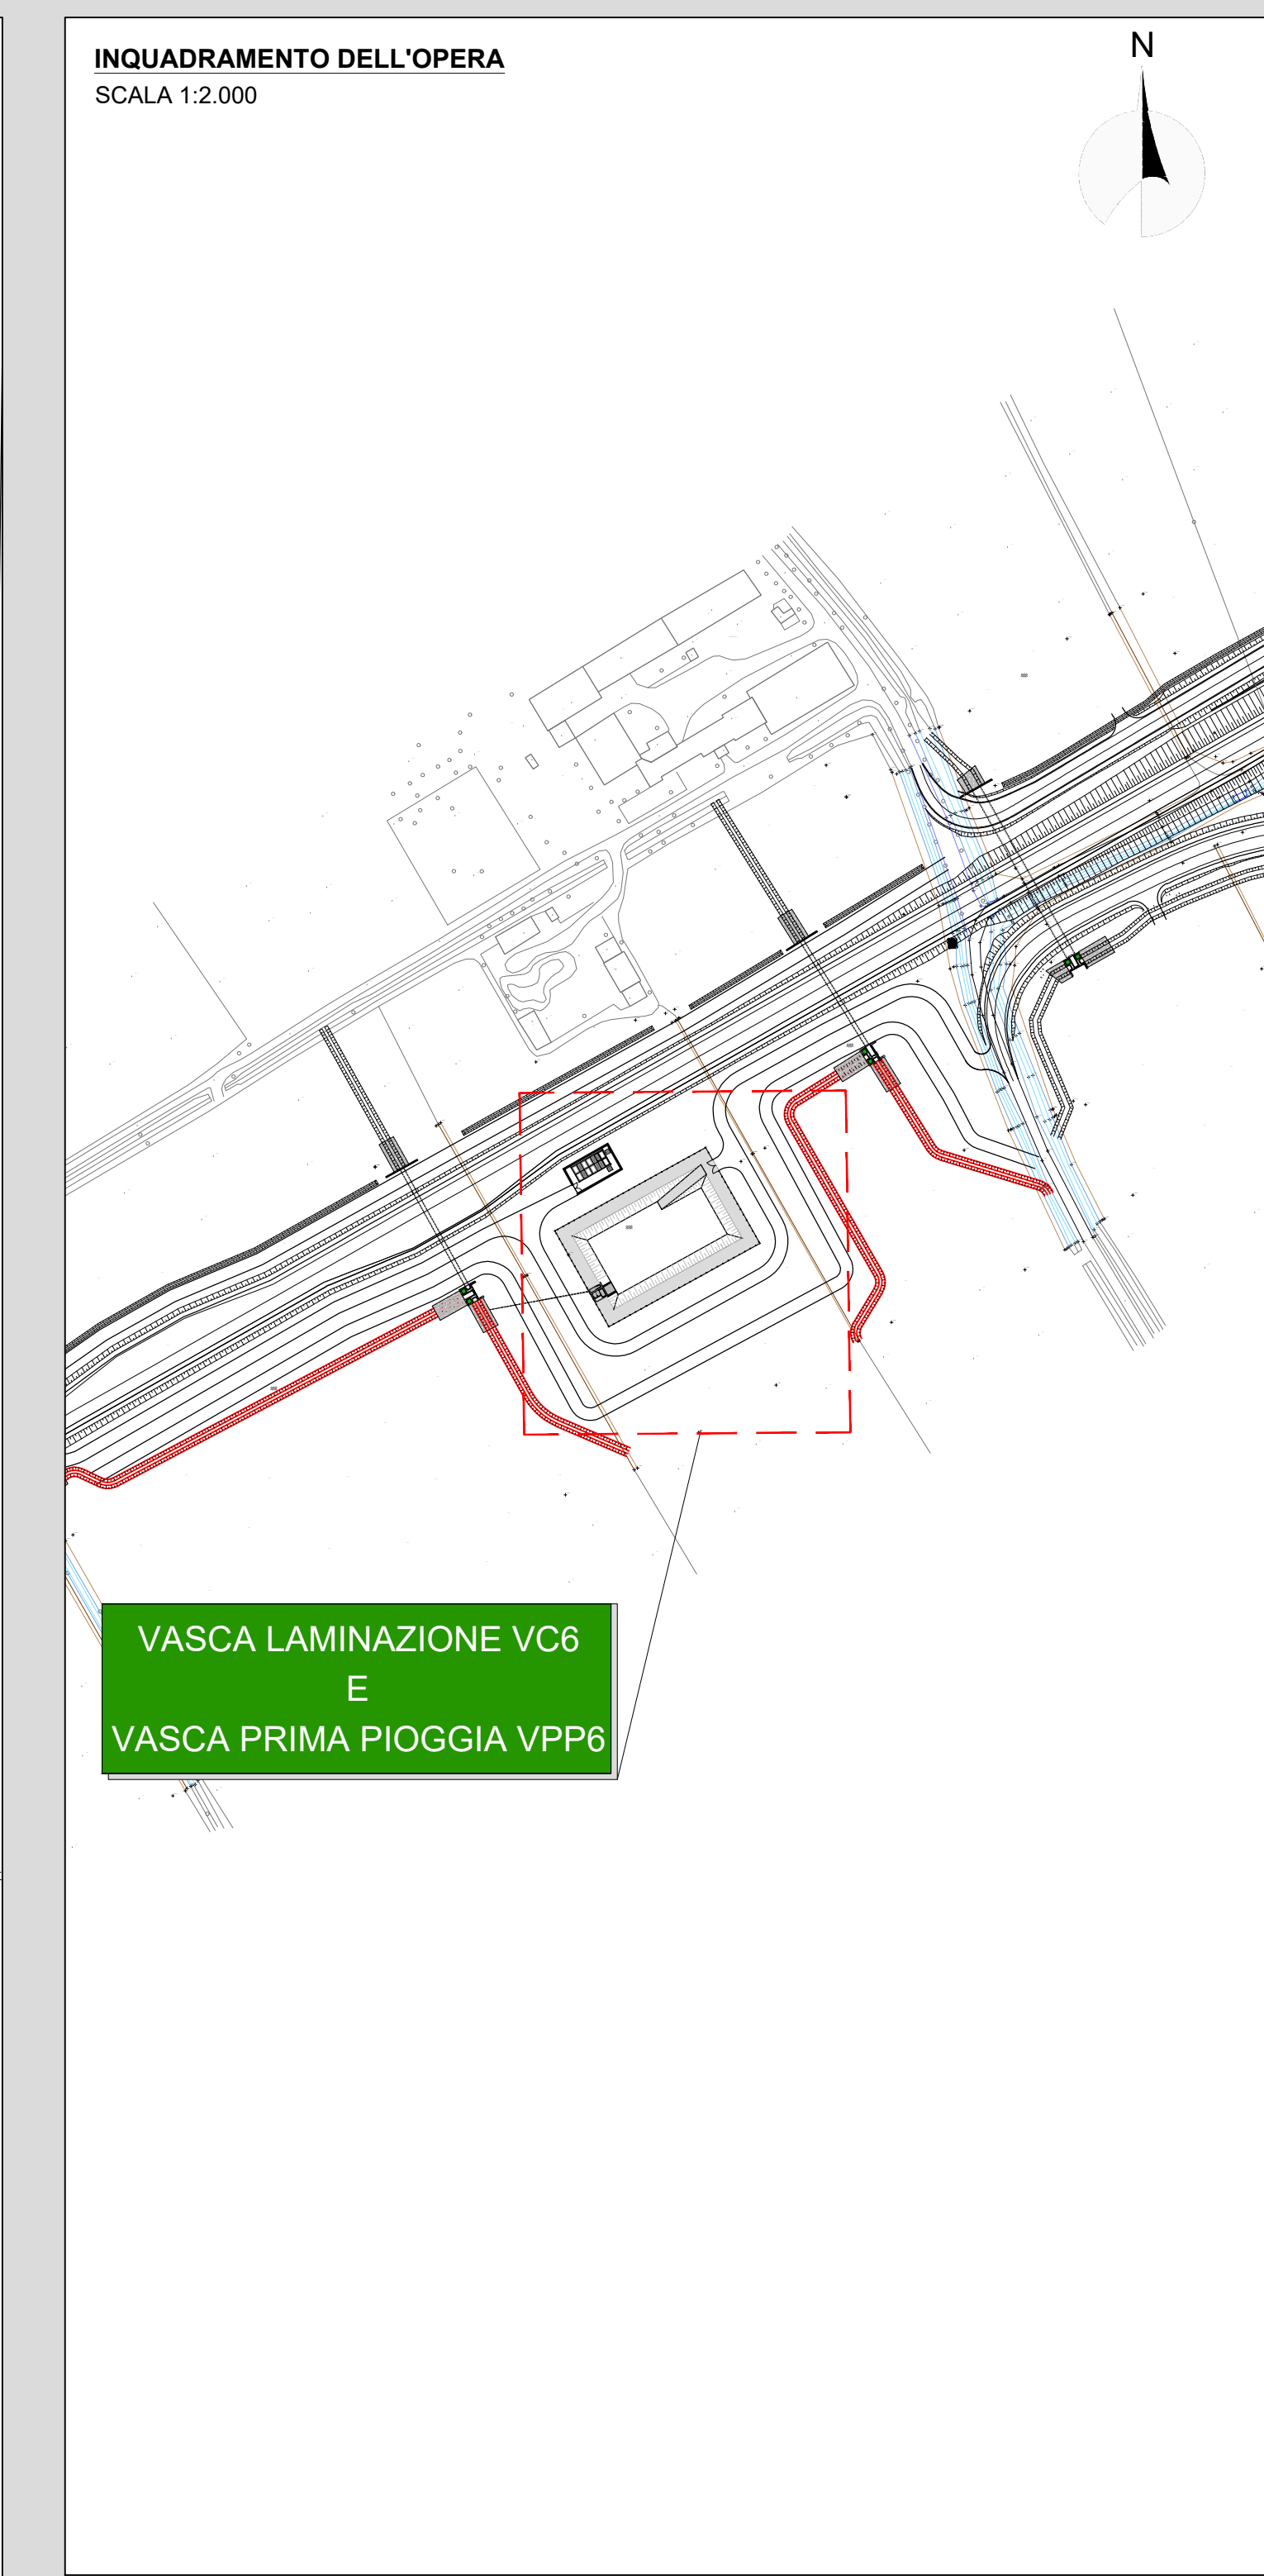 INQUADRAMENTO DELL'OPERA
SCALA 1:2.000
N
VASCA LAMINAZIONE VC6
E
VASCA PRIMA PIOGGIA VPP6